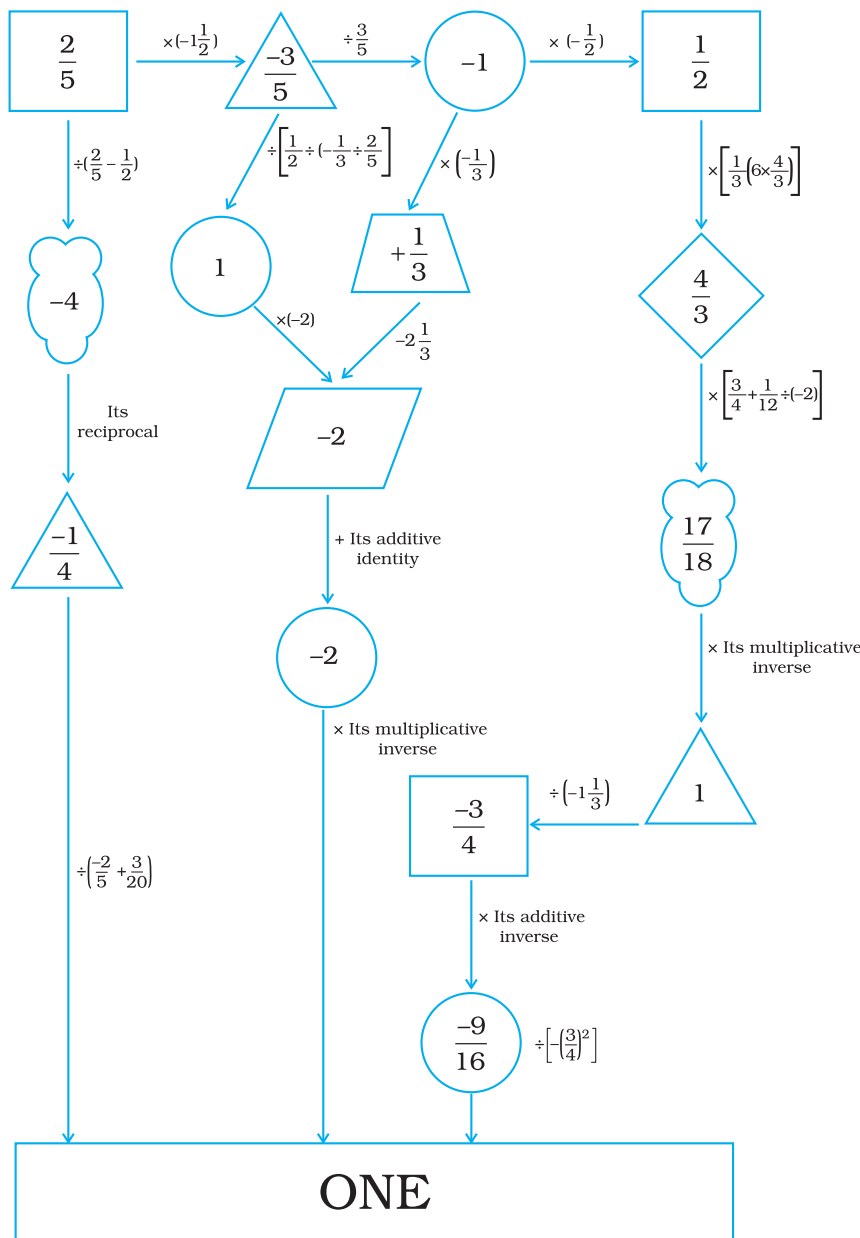 2/5 ×(–1 1/2) –3/5 ÷3/5 –1 × (–1/2) 1/2
÷(2/5 – 1/2) ÷[1/2÷(–1/3÷2/5] × (–1/3) ×[1/3(6×4/3)]
–4 1 +1/3 4/3
×(–2) –2 1/3
Its
reciprocal
–2 ×[3/4+1/12÷(–2)]
–1/4 + Its additive
identity
17/18
–2 × Its multiplicative
inverse
× Its multiplicative
inverse
–3/4 ÷(–1 1/3) 1
÷(–2/5 +3/20)
× Its additive
inverse
–9/16 ÷[–(3/4)²]
ONE